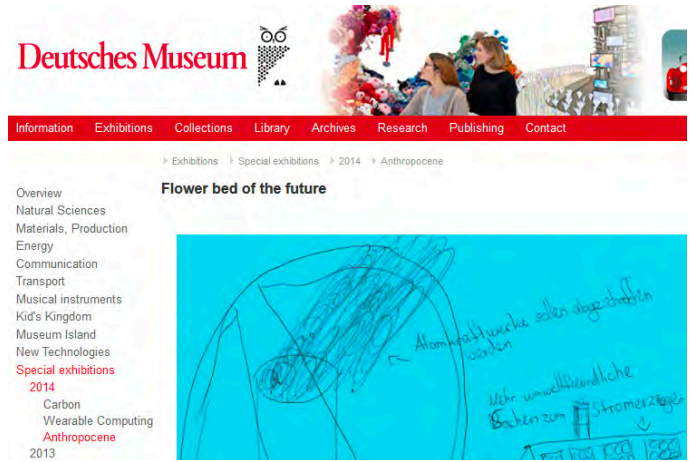 Deutsches Museum
Information Exhibitions Collections Library Archives Research Publishing Contact
Exhibitions Special exhibitions 2014 Anthropocene
Flower bed of the future
Overview
Natural Sciences
Materials, Production
Energy
Communication
Transport
Musical instruments
Kid's Kingdom
Museum Island
New Technologies
Special exhibitions
2014
Carbon
Wearable Computing
Anthropocene
2013
Atomkraftwerke sollen abgeschaffen
werden
Mehr umweltfreundliche
Sachen zum Stromerzeugen